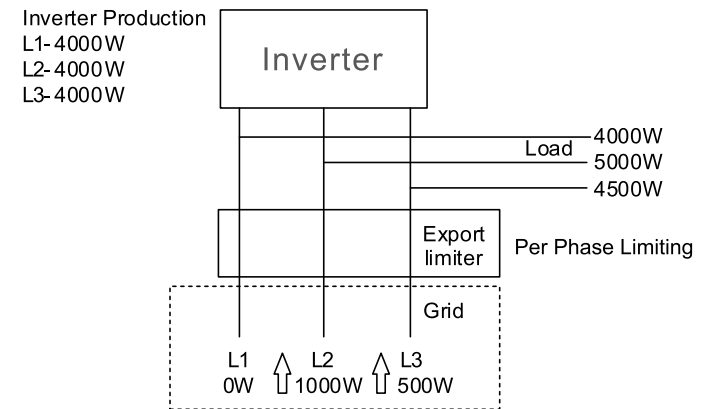 Inverter Production
L1-4000W
L2-4000W
L3-4000W
Inverter
4000W
Load
5000W
4500W
Export
limiter
Per Phase Limiting
Grid
L1 L2 L3
0W 1000W 500W